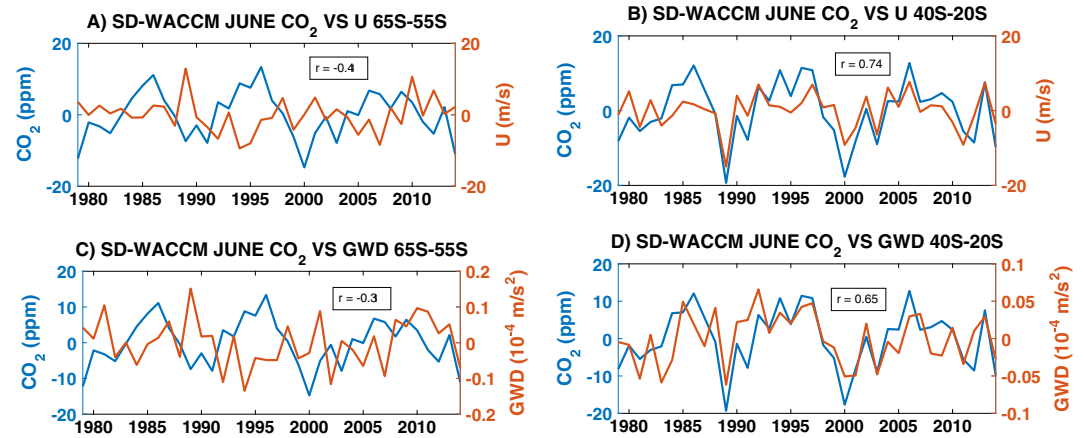 A) SD-WACCM JUNE CO2 VS U 65S-55S
20
0
-20
CO2 (ppm)
r = -0.4
20
0
-20
U (m/s)
1980 1985 1990 1995 2000 2005 2010
B) SD-WACCM JUNE CO2 VS U 40S-20S
20
0
-20
CO2 (ppm)
r = 0.74
20
0
-20
U (m/s)
1980 1985 1990 1995 2000 2005 2010
C) SD-WACCM JUNE CO2 VS GWD 65S-55S
20
10
0
-10
-20
CO2 (ppm)
r = -0.3
0.2
0.1
0
-0.1
-0.2
GWD (10-4 m/s2)
1980 1985 1990 1995 2000 2005 2010
D) SD-WACCM JUNE CO2 VS GWD 40S-20S
20
10
0
-10
-20
CO2 (ppm)
r = 0.65
0.1
0.05
0
-0.05
-0.1
GWD (10-4 m/s2)
1980 1985 1990 1995 2000 2005 2010